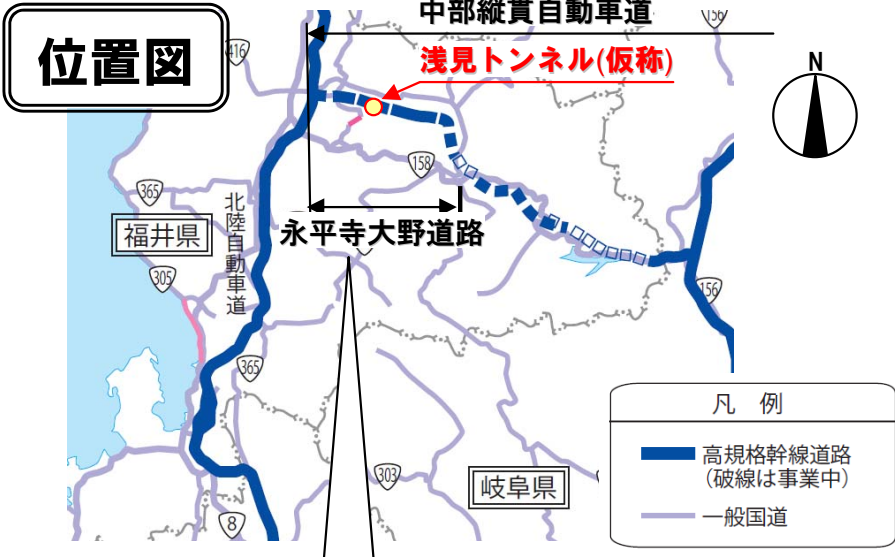 位置図
中部縦貫自動車道
浅見トンネル(仮称)
N
416
156
158
365
北陸自動車道
福井県
永平寺大野道路
305
156
365
凡 例
高規格幹線道路
(破線は事業中)
一般国道
303
岐阜県
8